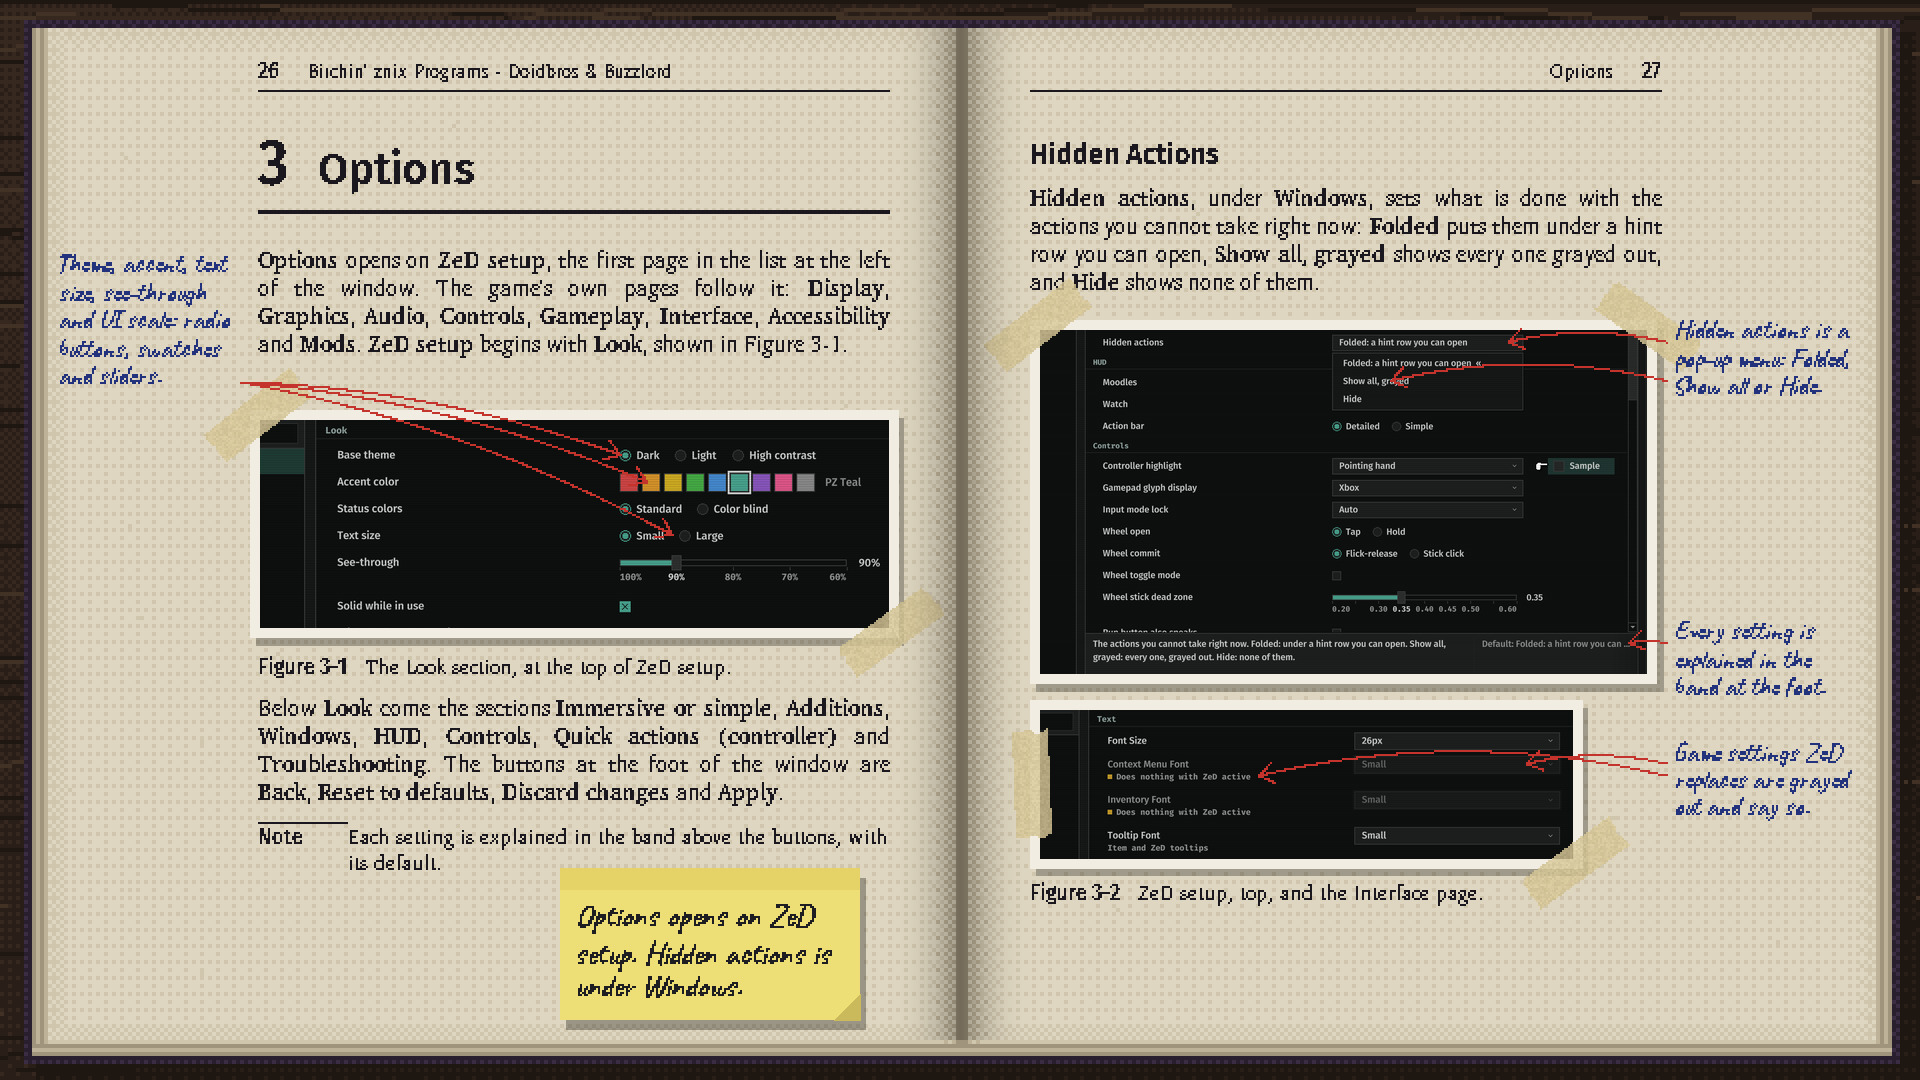 26 Birchin' znix Programs - Doidbros & Buzzlord
3 Options
Theme, accent, text
size, see-through
and UI scale: radio
buttons, swatches
and sliders.
Options opens on ZeD setup, the first page in the list at the left
of the window. The game's own pages follow it: Display,
Graphics, Audio, Controls, Gameplay, Interface, Accessibility
and Mods. ZeD setup begins with Look, shown in Figure 3-1.
Look
Base theme Dark Light High contrast
Accent color PZ Teal
Status colors Standard Color blind
Text size Small Large
See-through 90%
100% 90% 80% 70% 60%
Solid while in use
Figure 3-1 The Look section, at the top of ZeD setup.
Below Look come the sections Immersive or simple, Additions,
Windows, HUD, Controls, Quick actions (controller) and
Troubleshooting. The buttons at the foot of the window are
Back, Reset to defaults, Discard changes and Apply.
Note Each setting is explained in the band above the buttons, with
its default.
Options opens on ZeD
setup. Hidden actions is
under Windows.
Options 27
Hidden Actions
Hidden actions, under Windows, sets what is done with the
actions you cannot take right now: Folded puts them under a hint
row you can open, Show all, grayed shows every one grayed out,
and Hide shows none of them.
Hidden actions Folded: a hint row you can open
HUD Folded: a hint row you can open «
Moodles Show all, grayed
Watch Hide
Action bar Detailed Simple
Controls
Controller highlight Pointing hand Sample
Gamepad glyph display Xbox
Input mode lock Auto
Wheel open Tap Hold
Wheel commit Flick-release Stick click
Wheel toggle mode
Wheel stick dead zone 0.35
0.20 0.30 0.35 0.40 0.45 0.50 0.60
The actions you cannot take right now. Folded: under a hint row you can open. Show all, Default: Folded: a hint row you can ...
grayed: every one, grayed out. Hide: none of them.
Hidden actions is a
pop-up menu: Folded,
Show all or Hide.
Every setting is
explained in the
band at the foot.
Text
Font Size 26px
Context Menu Font Small
Does nothing with ZeD active
Inventory Font Small
Does nothing with ZeD active
Tooltip Font Small
Item and ZeD tooltips
Game settings ZeD
replaces are grayed
out and say so.
Figure 3-2 ZeD setup, top, and the Interface page.